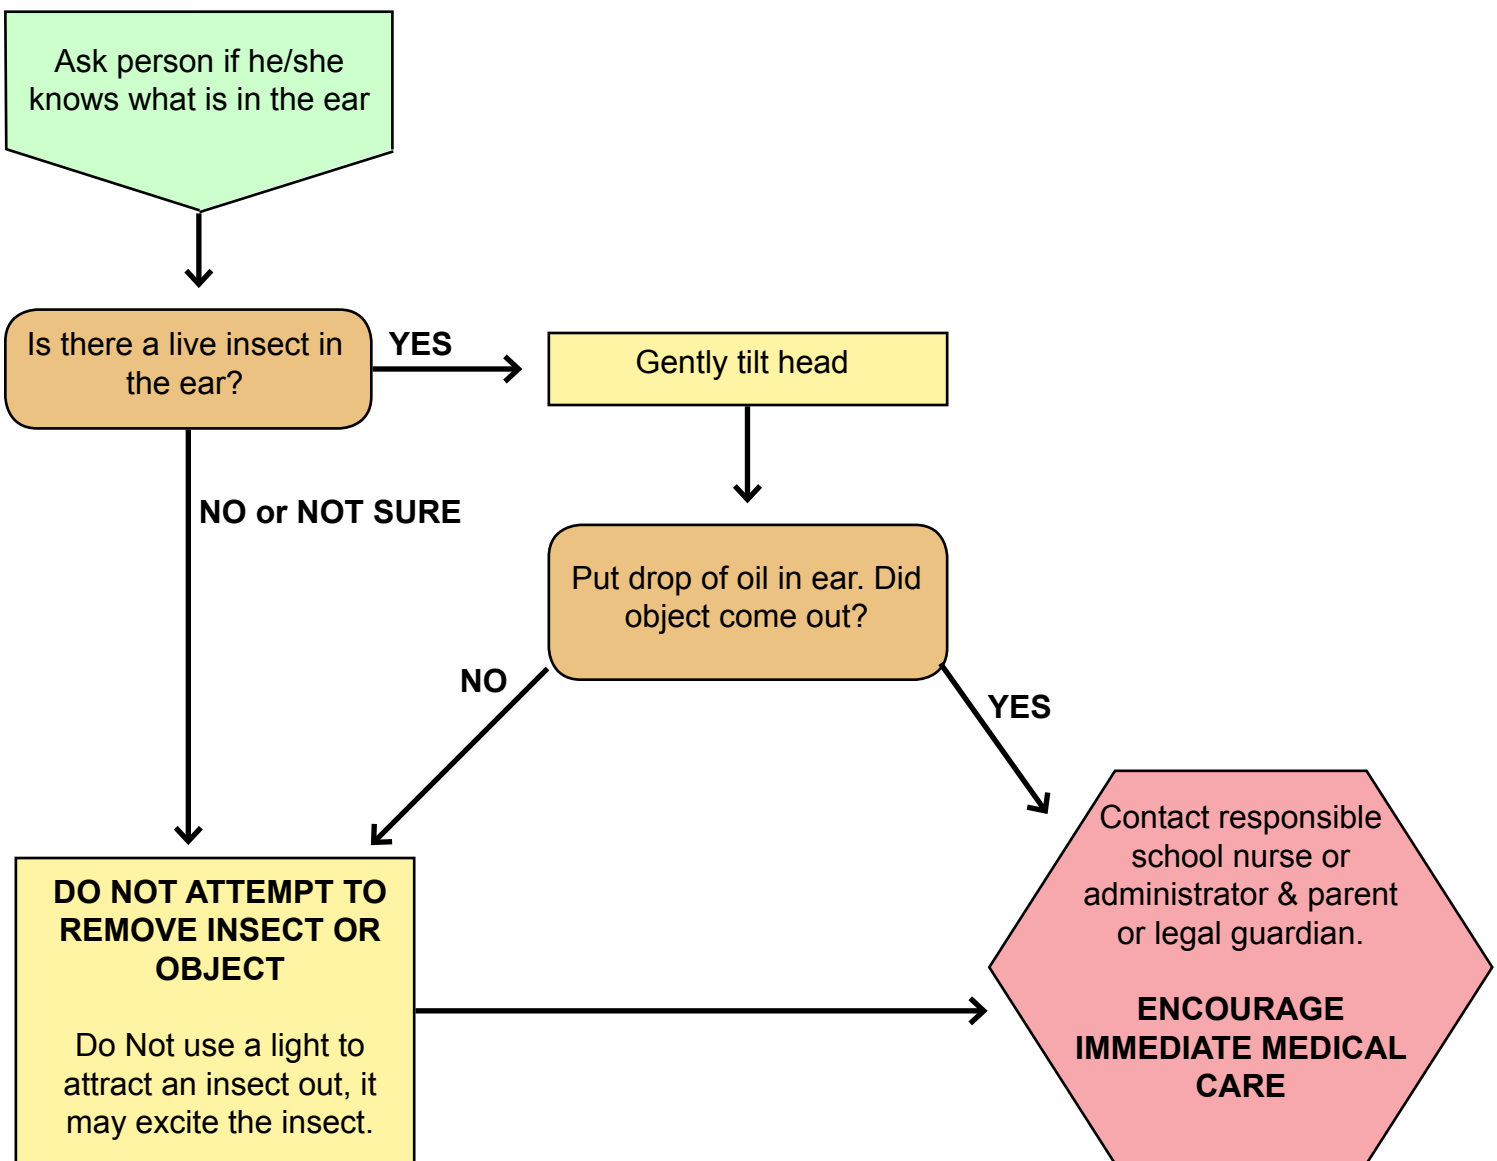 Ask person if he/she
knows what is in the ear
Is there a live insect in
the ear?
YES
Gently tilt head
NO or NOT SURE
Put drop of oil in ear. Did
object come out?
NO
YES
DO NOT ATTEMPT TO
REMOVE INSECT OR
OBJECT
Do Not use a light to
attract an insect out, it
may excite the insect.
Contact responsible
school nurse or
administrator & parent
or legal guardian.
ENCOURAGE
IMMEDIATE MEDICAL
CARE